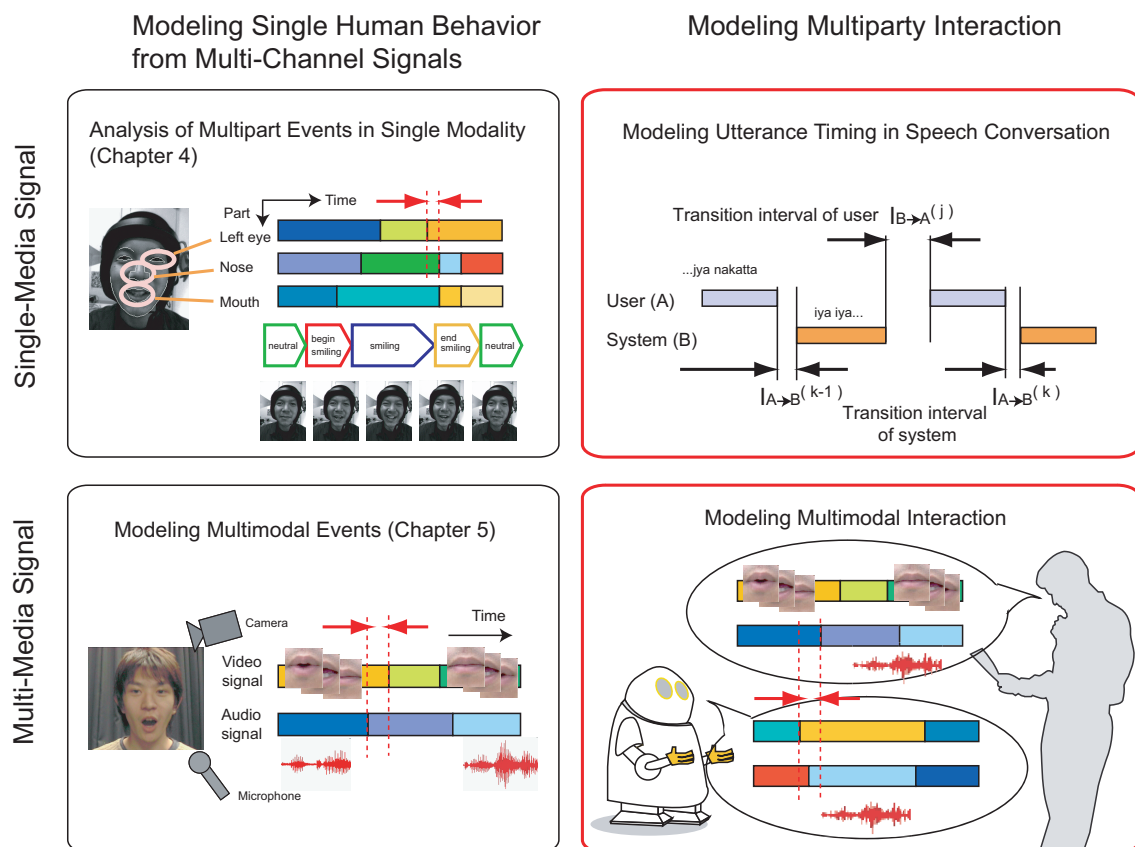 Modeling Single Human Behavior
from Multi-Channel Signals
Modeling Multiparty Interaction
Single-Media Signal
Analysis of Multipart Events in Single Modality
(Chapter 4)
Time
Part
Left eye
Nose
Mouth
neutral
begin
smiling
smiling
end
smiling
neutral
Modeling Utterance Timing in Speech Conversation
Transition interval of user I B→A (j)
...jya nakatta
User (A)
iya iya...
System (B)
I A→B (k-1)
I A→B (k)
Transition interval
of system
Multi-Media Signal
Modeling Multimodal Events (Chapter 5)
Camera
Time
Video
signal
Audio
signal
Microphone
Modeling Multimodal Interaction